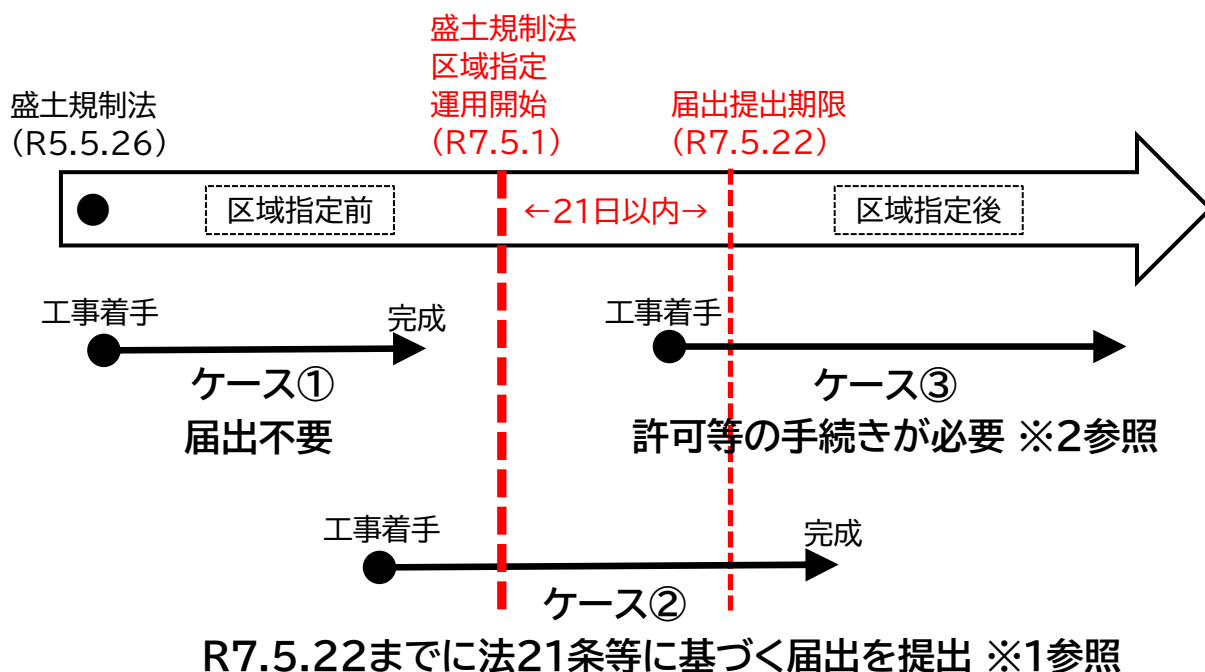 盛土規制法
(R5.5.26)
盛土規制法
区域指定
運用開始
(R7.5.1)
届出提出期限
(R7.5.22)
区域指定前
←21日以内→
区域指定後
工事着手
完成
ケース①
届出不要
工事着手
ケース③
許可等の手続きが必要 ※2参照
工事着手
完成
ケース②
R7.5.22までに法21条等に基づく届出を提出 ※1参照